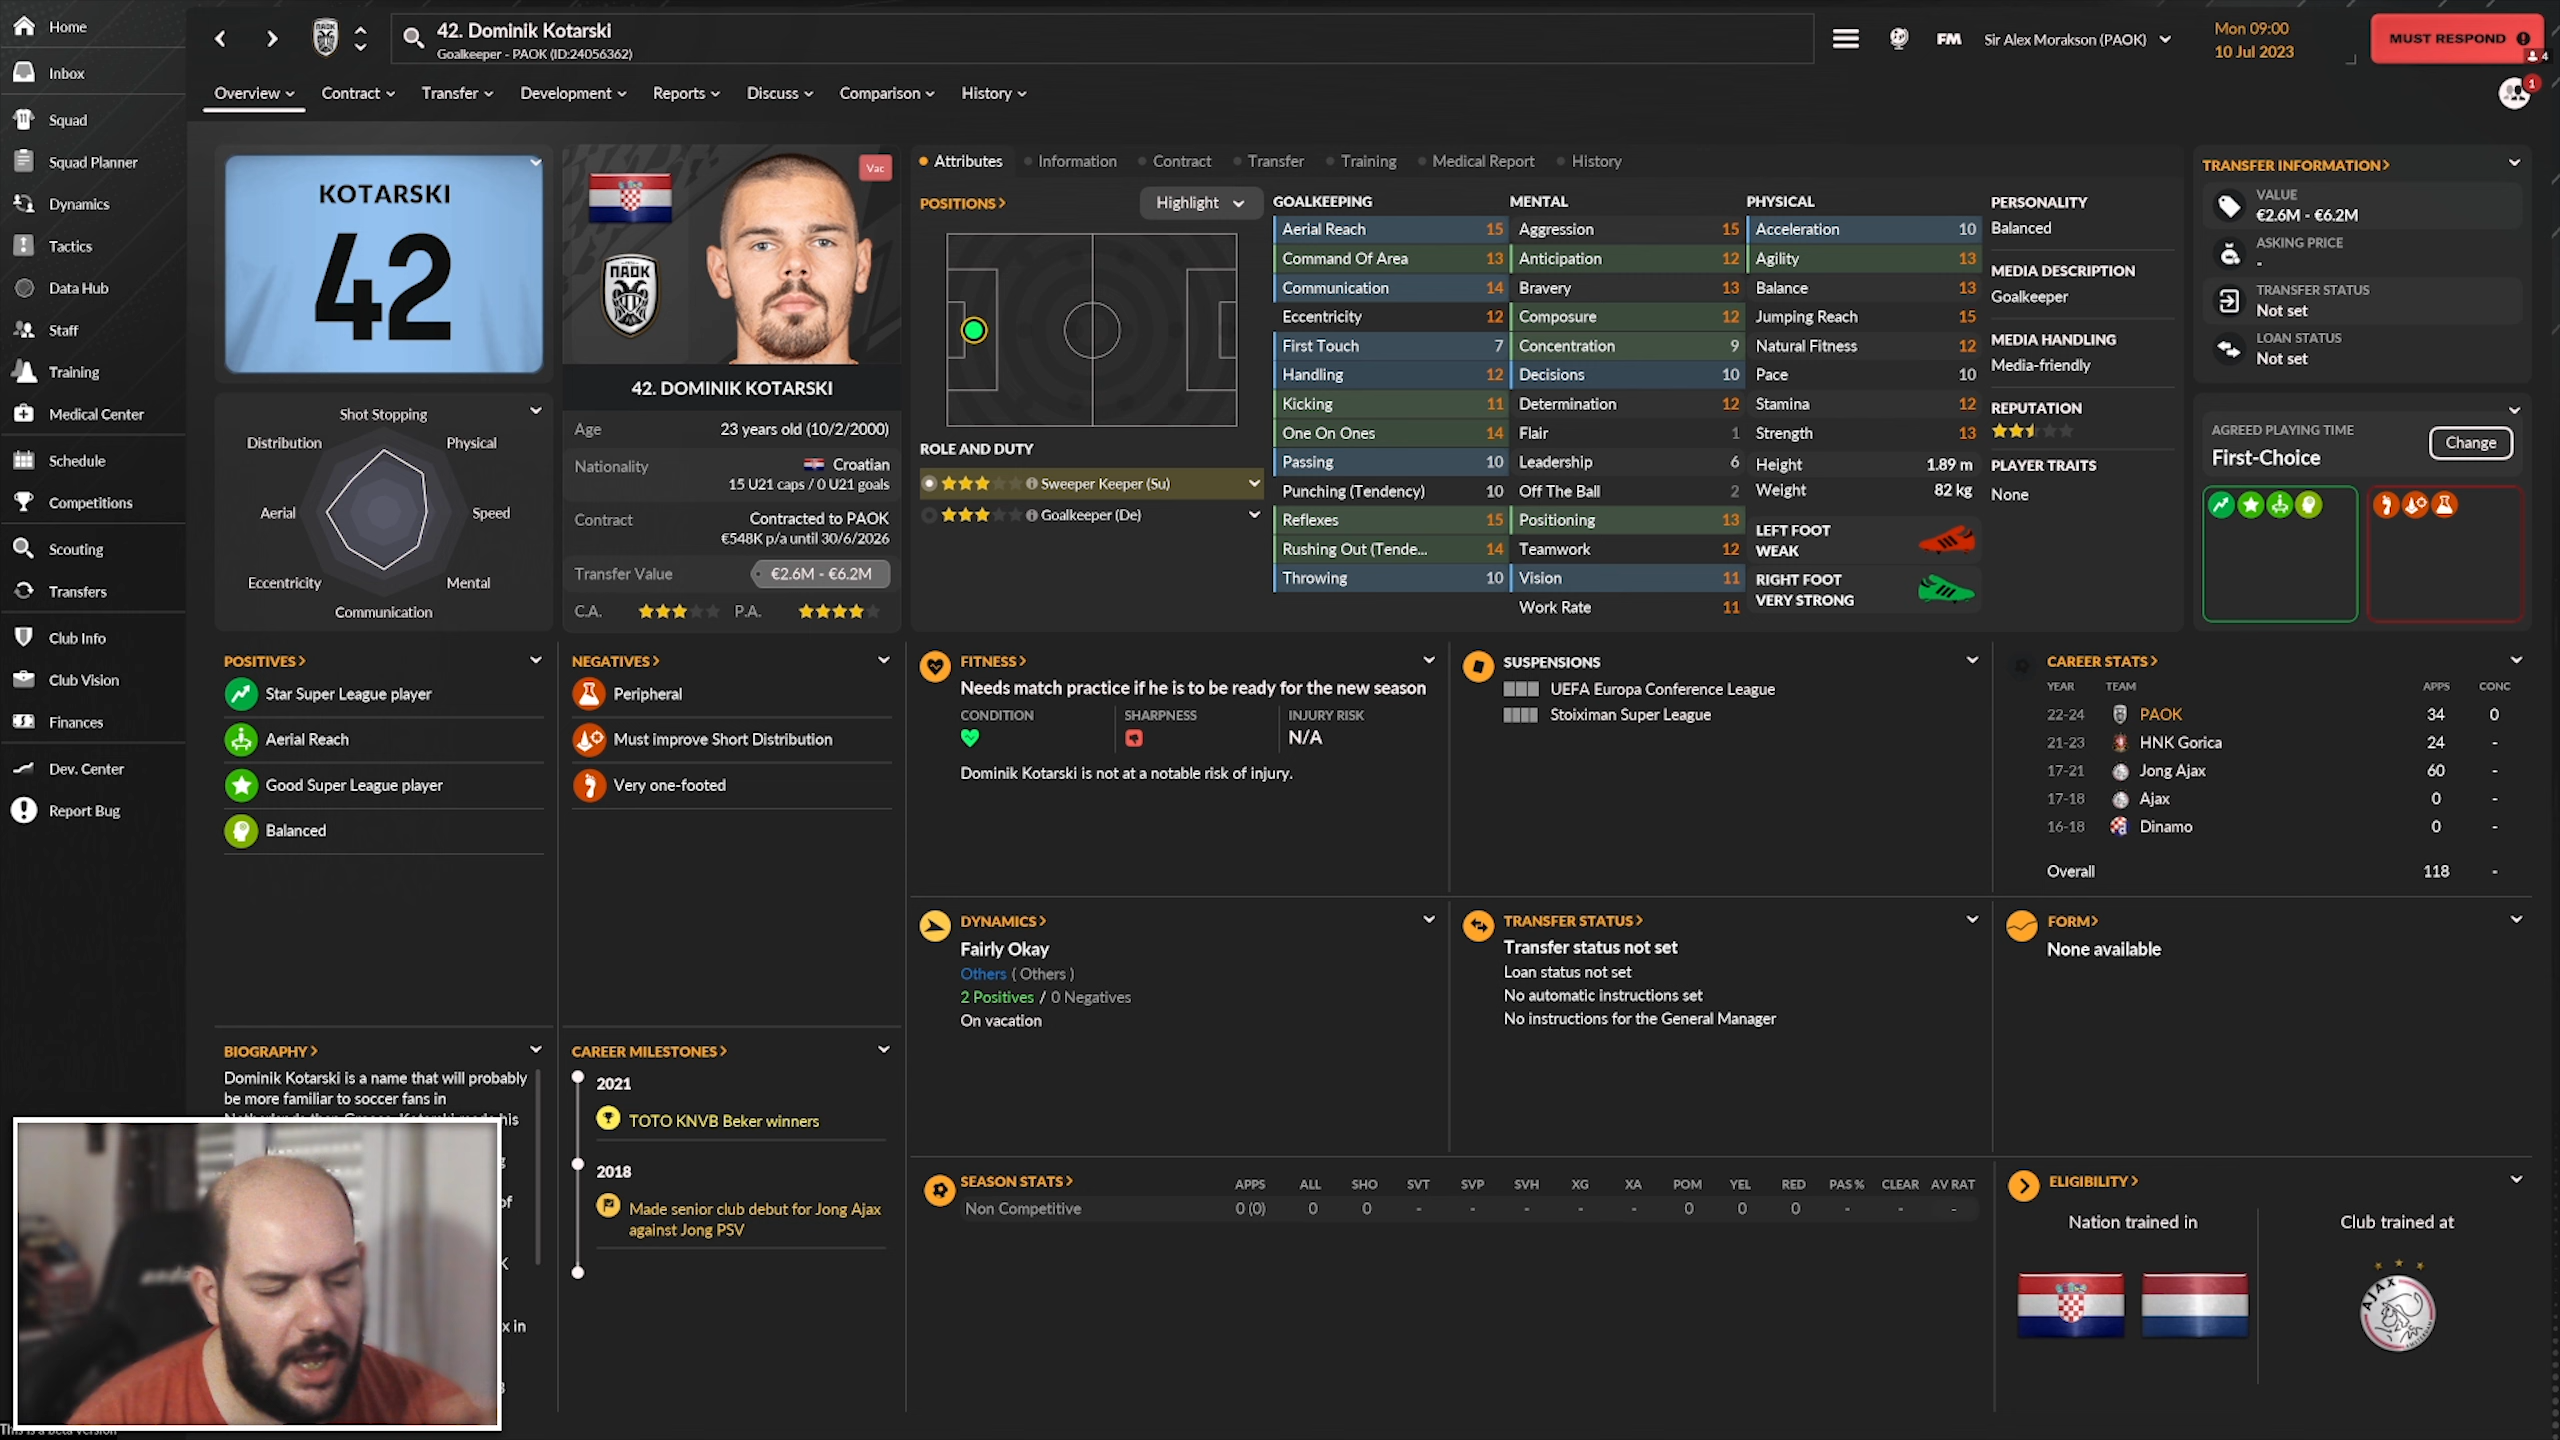 Home
Inbox
Squad
Squad Planner
Dynamics
Tactics
Data Hub
Staff
Training
Medical Center
Schedule
Competitions
Scouting
Transfers
Club Info
Club Vision
Finances
Dev. Center
Report Bug
42. Dominik Kotarski
Goalkeeper - PAOK (ID:24056362)
FM
Sir Alex Morakson (PAOK)
Mon 09:00
10 Jul 2023
MUST RESPOND
4
1
Overview Contract Transfer Development Reports Discuss Comparison History
KOTARSKI
42
Shot Stopping
Distribution
Physical
Aerial
Speed
Eccentricity
Mental
Communication
Vac
ΠΑΟΚ
42. DOMINIK KOTARSKI
Age 23 years old (10/2/2000)
Nationality Croatian
15 U21 caps / 0 U21 goals
Contract Contracted to PAOK
€548K p/a until 30/6/2026
Transfer Value €2.6M - €6.2M
C.A. P.A.
Attributes Information Contract Transfer Training Medical Report History
POSITIONS>
Highlight
ROLE AND DUTY
Sweeper Keeper (Su)
Goalkeeper (De)
GOALKEEPING
Aerial Reach 15
Command Of Area 13
Communication 14
Eccentricity 12
First Touch 7
Handling 12
Kicking 11
One On Ones 14
Passing 10
Punching (Tendency) 10
Reflexes 15
Rushing Out (Tende... 14
Throwing 10
MENTAL
Aggression 15
Anticipation 12
Bravery 13
Composure 12
Concentration 9
Decisions 10
Determination 12
Flair 1
Leadership 6
Off The Ball 2
Positioning 13
Teamwork 12
Vision 11
Work Rate 11
PHYSICAL
Acceleration 10
Agility 13
Balance 13
Jumping Reach 15
Natural Fitness 12
Pace 10
Stamina 12
Strength 13
Height 1.89 m
Weight 82 kg
LEFT FOOT
WEAK
RIGHT FOOT
VERY STRONG
PERSONALITY
Balanced
MEDIA DESCRIPTION
Goalkeeper
MEDIA HANDLING
Media-friendly
REPUTATION
PLAYER TRAITS
None
TRANSFER INFORMATION>
VALUE
€2.6M - €6.2M
ASKING PRICE
-
TRANSFER STATUS
Not set
LOAN STATUS
Not set
AGREED PLAYING TIME
First-Choice
Change
POSITIVES>
Star Super League player
Aerial Reach
Good Super League player
Balanced
NEGATIVES>
Peripheral
Must improve Short Distribution
Very one-footed
FITNESS>
Needs match practice if he is to be ready for the new season
CONDITION SHARPNESS INJURY RISK
N/A
Dominik Kotarski is not at a notable risk of injury.
SUSPENSIONS
UEFA Europa Conference League
Stoiximan Super League
CAREER STATS>
YEAR TEAM APPS CONC
22-24 PAOK 34 0
21-23 HNK Gorica 24 -
17-21 Jong Ajax 60 -
17-18 Ajax 0 -
16-18 Dinamo 0 -
Overall 118 -
DYNAMICS>
Fairly Okay
Others ( Others )
2 Positives / 0 Negatives
On vacation
TRANSFER STATUS>
Transfer status not set
Loan status not set
No automatic instructions set
No instructions for the General Manager
FORM>
None available
BIOGRAPHY>
Dominik Kotarski is a name that will probably
be more familiar to soccer fans in
CAREER MILESTONES>
2021
TOTO KNVB Beker winners
2018
Made senior club debut for Jong Ajax
against Jong PSV
SEASON STATS> APPS ALL SHO SVT SVP SVH XG XA POM YEL RED PAS % CLEAR AV RAT
Non Competitive 0 (0) 0 0 - - - - - 0 0 0 - - -
ELIGIBILITY>
Nation trained in
Club trained at
AJAX